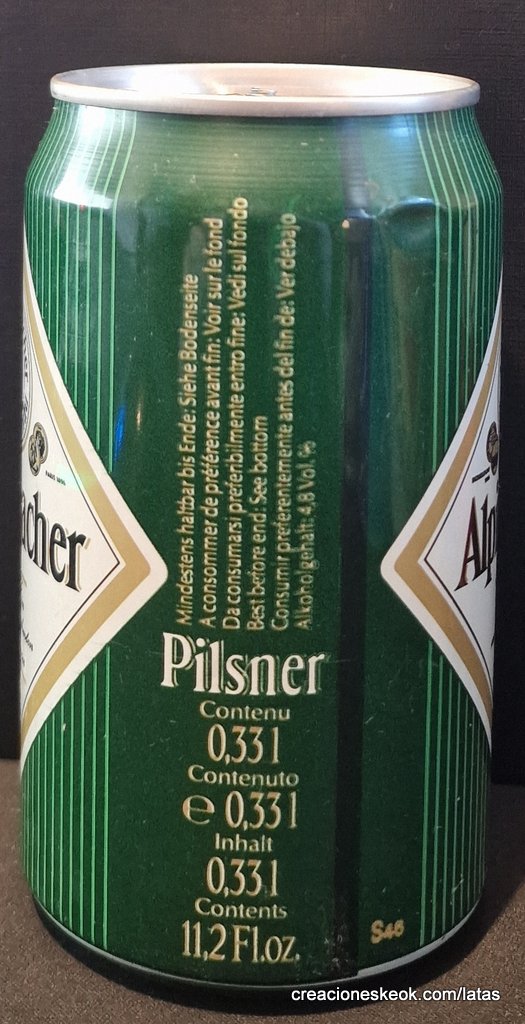 Mindestens haltbar bis Ende: Siehe Bodenseite
A consommer de préférence avant fin: Voir sur le fond
Da consumarsi preferibilmente entro fine: Vedi sul fondo
Best before end: See bottom
Consumir preferentemente antes del fin de: Ver debajo
Alkoholgehalt: 4,8 Vol. %
acher
Alp
Pilsner
Contenu
0,33 l
Contenuto
e 0,33 l
Inhalt
0,33 l
Contents
11,2 Fl.oz.
S46
creacioneskeok.com/latas